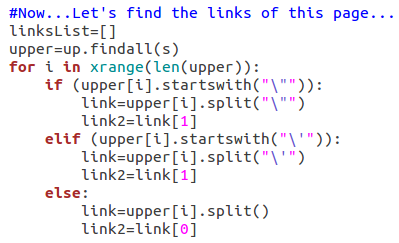 #Now...Let's find the links of this page...
linksList=[]
upper=up.findall(s)
for i in xrange(len(upper)):
    if (upper[i].startswith("\"")):
        link=upper[i].split("\"")
        link2=link[1]
    elif (upper[i].startswith("\'")):
        link=upper[i].split("\'")
        link2=link[1]
    else:
        link=upper[i].split()
        link2=link[0]